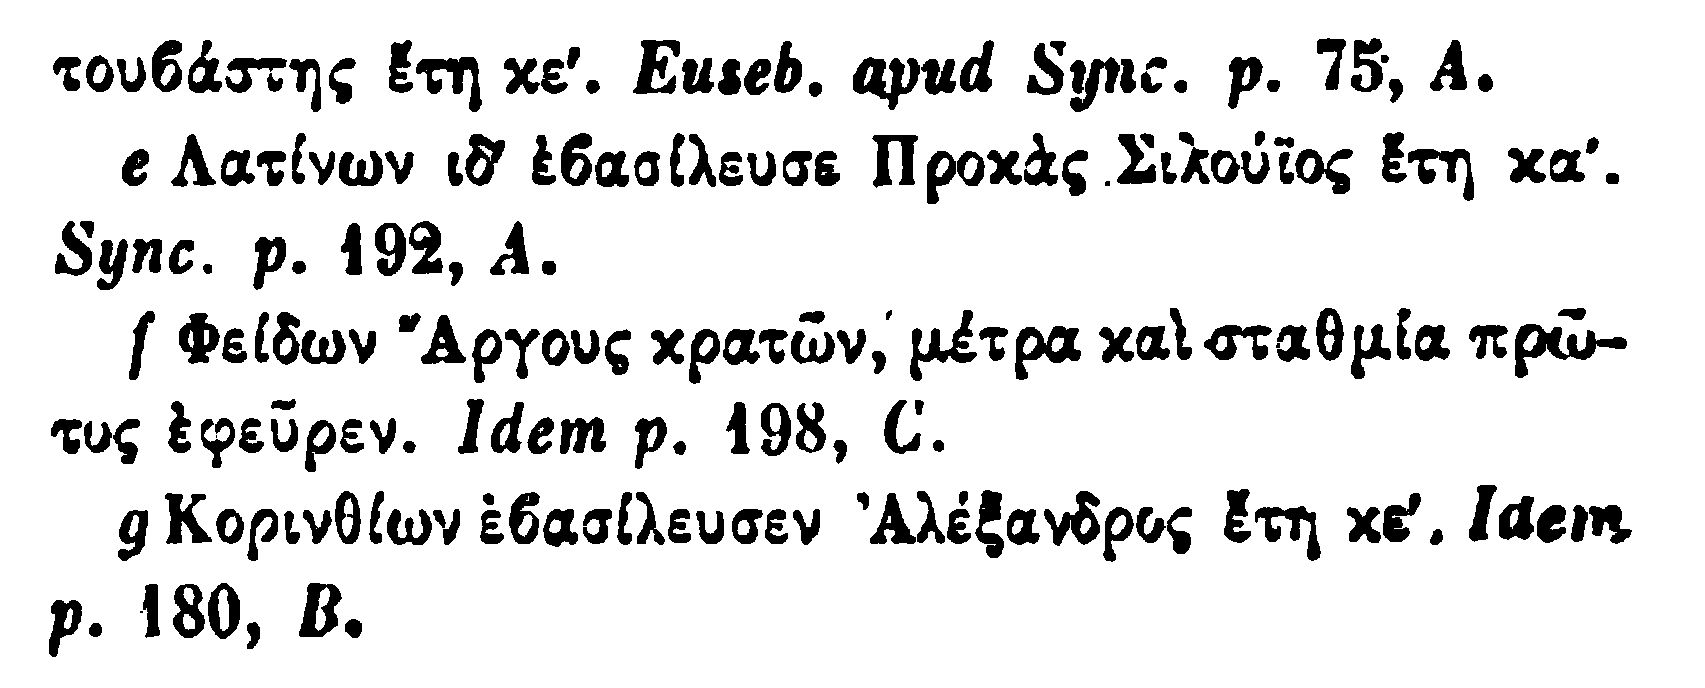 τουϐάστης ἔτη κε'. Euseb. apud Sync. p. 75, A.
e Λατίνων ιδ' ἐϐασίλευσε Προκὰς Σιλούϊος ἔτη κα'.
Sync. p. 192, A.
f Φείδων Ἄργους κρατῶν, μέτρα καὶ σταθμία πρῶ-
τος ἐφεῦρεν. Idem p. 198, C.
g Κορινθίων ἐϐασίλευσεν Ἀλέξανδρος ἔτη κε'. Idem
p. 180, B.